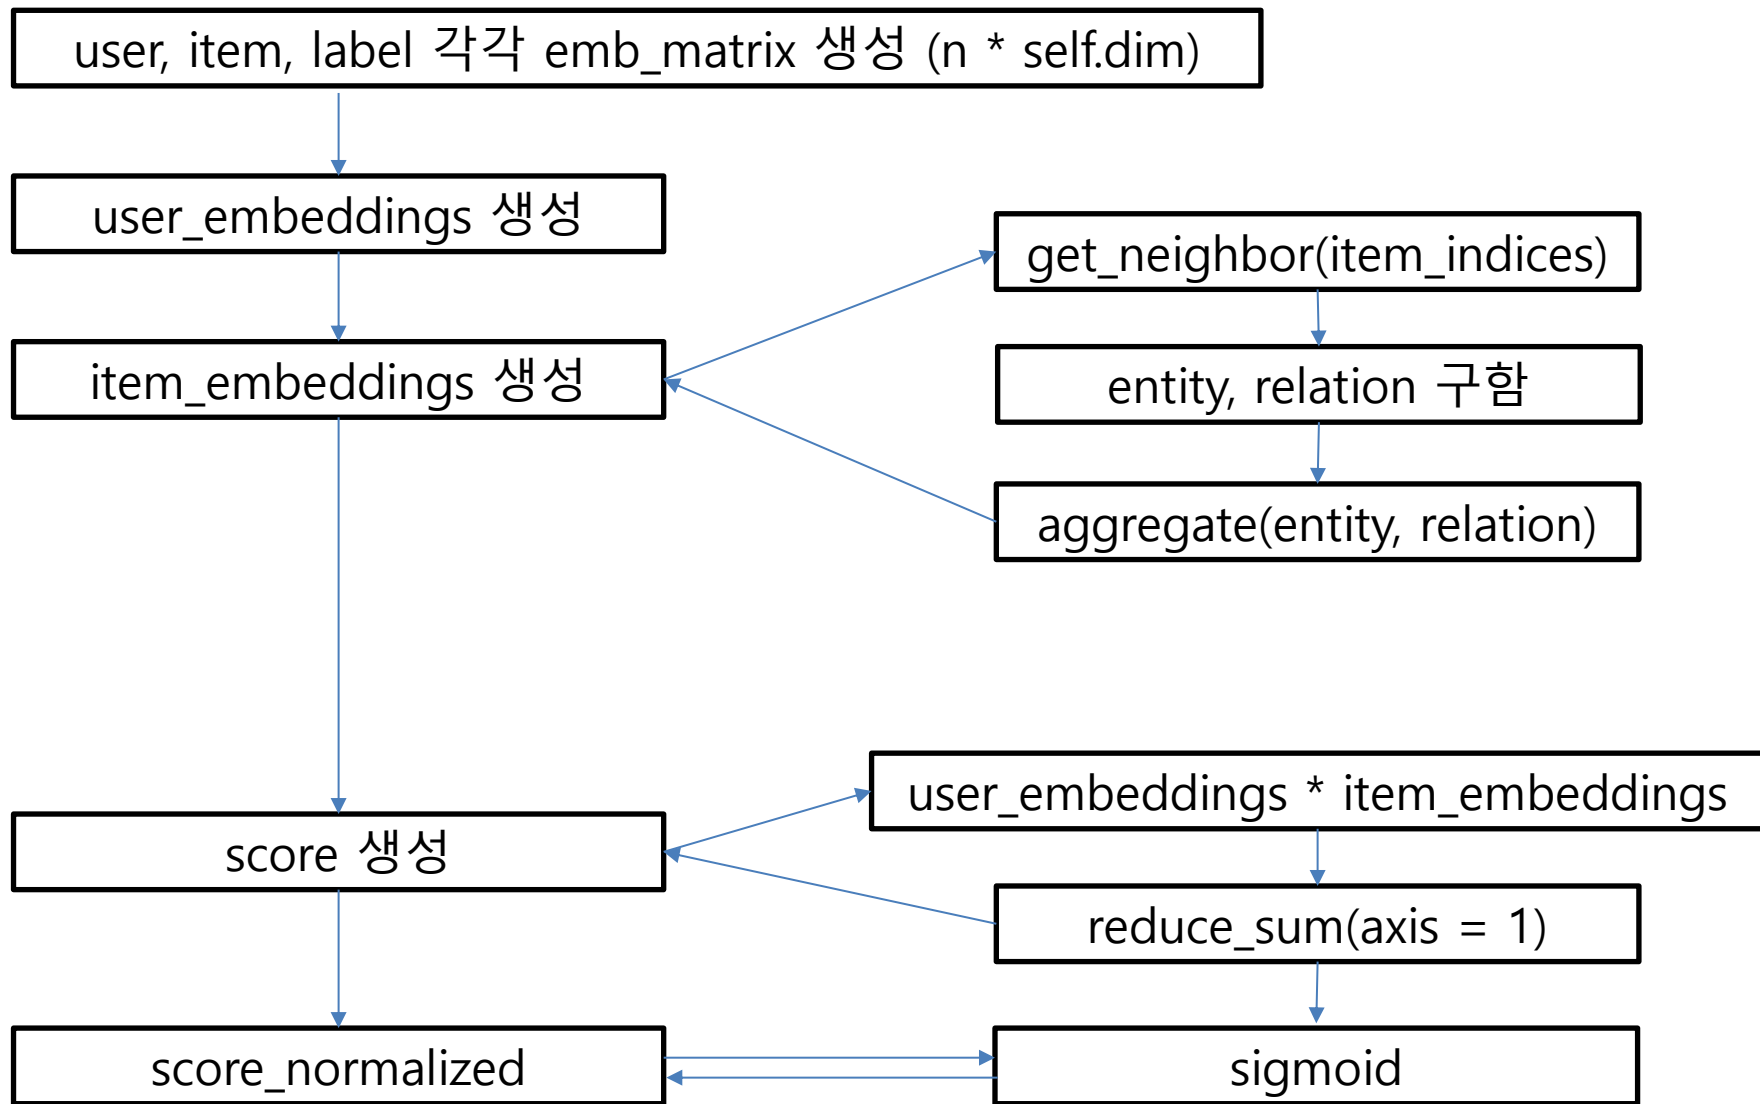 user, item, label 각각 emb_matrix 생성 (n * self.dim)
user_embeddings 생성
item_embeddings 생성
get_neighbor(item_indices)
entity, relation 구함
aggregate(entity, relation)
score 생성
user_embeddings * item_embeddings
reduce_sum(axis = 1)
score_normalized
sigmoid